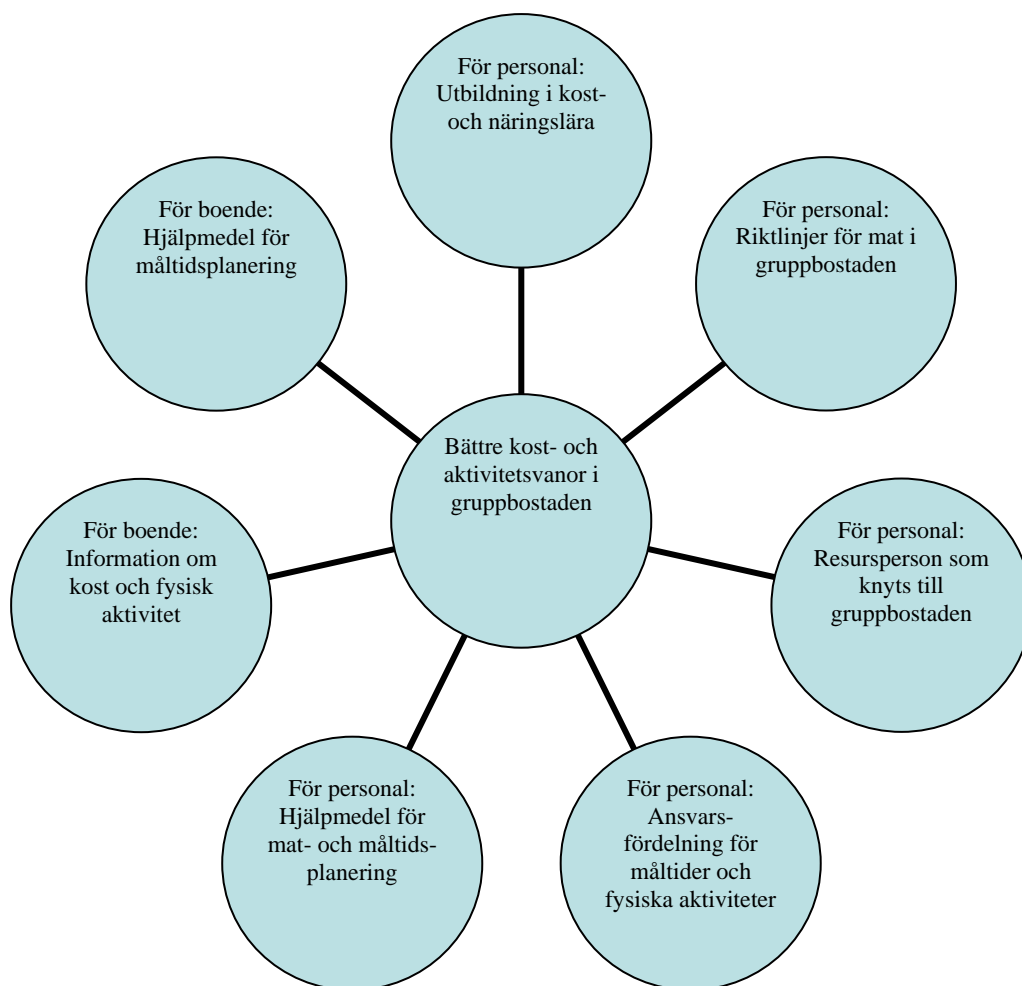 För personal:
Utbildning i kost-
och näringslära
För boende:
Hjälpmedel för
måltidsplanering
För personal:
Riktlinjer för mat i
gruppbostaden
Bättre kost- och
aktivitetsvanor i
gruppbostaden
För boende:
Information om
kost och fysisk
aktivitet
För personal:
Resursperson som
knyts till
gruppbostaden
För personal:
Hjälpmedel för
mat- och måltids-
planering
För personal:
Ansvars-
fördelning för
måltider och
fysiska aktiviteter